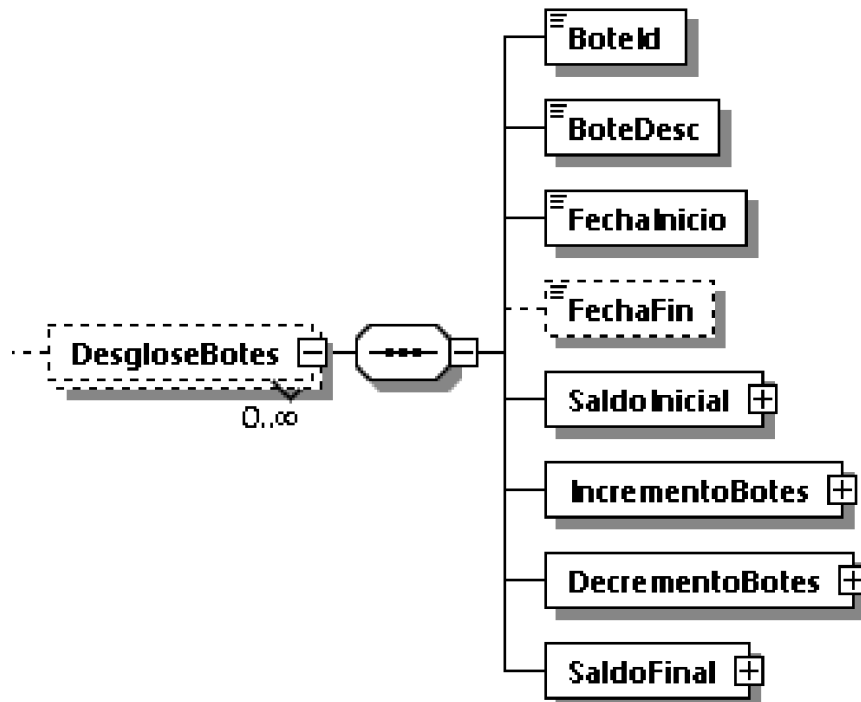 BoteId
BoteDesc
FechaInicio
FechaFin
DesgloseBotes
0..∞
SaldoInicial
IncrementoBotes
DecrementoBotes
SaldoFinal